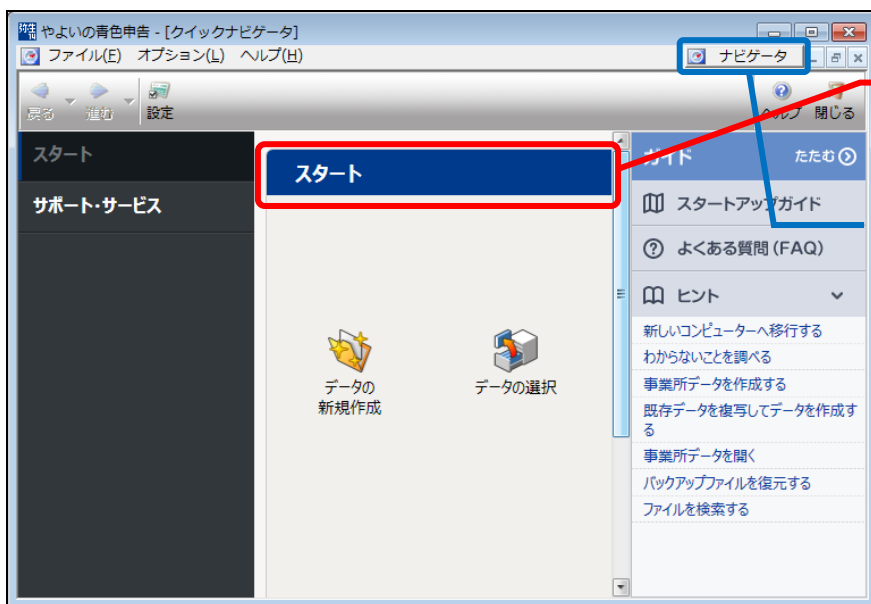 やよいの青色申告 - [クイックナビゲータ]
ファイル(F) オプション(L) ヘルプ(H) ナビゲータ
戻る 進む 設定 ヘルプ 閉じる
スタート
サポート・サービス
スタート
データの
新規作成
データの選択
ガイド たたむ
スタートアップガイド
よくある質問(FAQ)
ヒント
新しいコンピューターへ移行する
わからないことを調べる
事業所データを作成する
既存データを複写してデータを作成す
る
事業所データを開く
バックアップファイルを復元する
ファイルを検索する